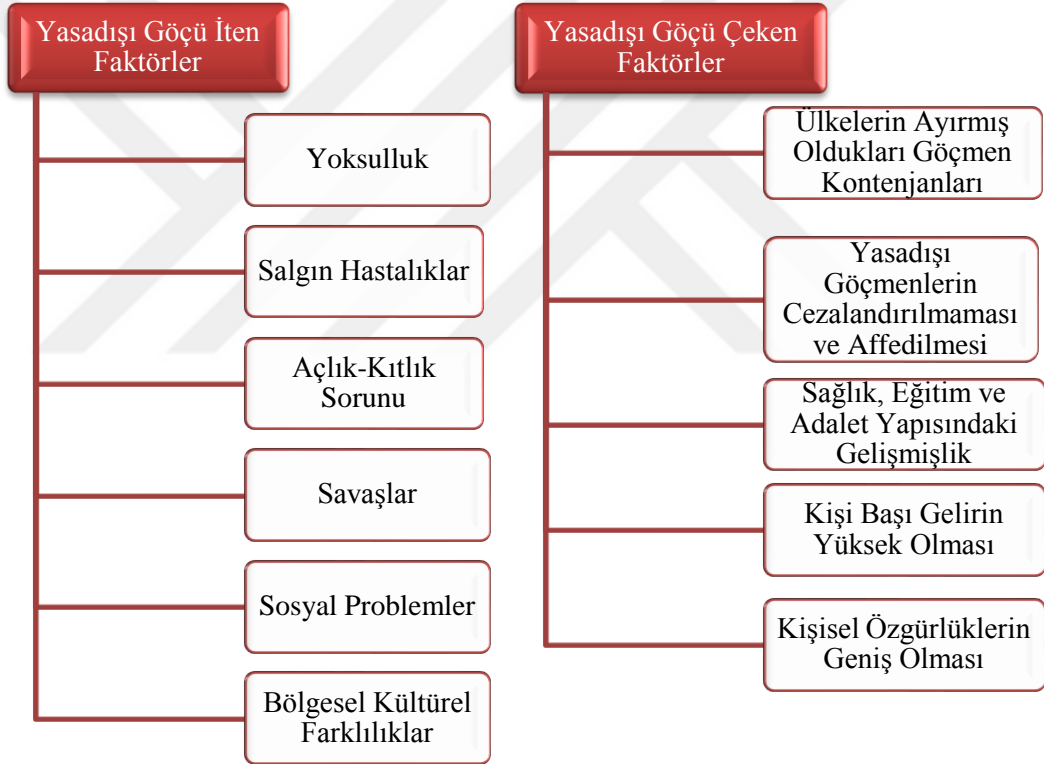 Yasadışı Göçü İten
Faktörler
Yoksulluk
Salgın Hastalıklar
Açlık-Kıtlık
Sorunu
Savaşlar
Sosyal Problemler
Bölgesel Kültürel
Farklılıklar
Yasadışı Göçü Çeken
Faktörler
Ülkelerin Ayırmış
Oldukları Göçmen
Kontenjanları
Yasadışı
Göçmenlerin
Cezalandırılmaması
ve Affedilmesi
Sağlık, Eğitim ve
Adalet Yapısındaki
Gelişmişlik
Kişi Başı Gelirin
Yüksek Olması
Kişisel Özgürlüklerin
Geniş Olması